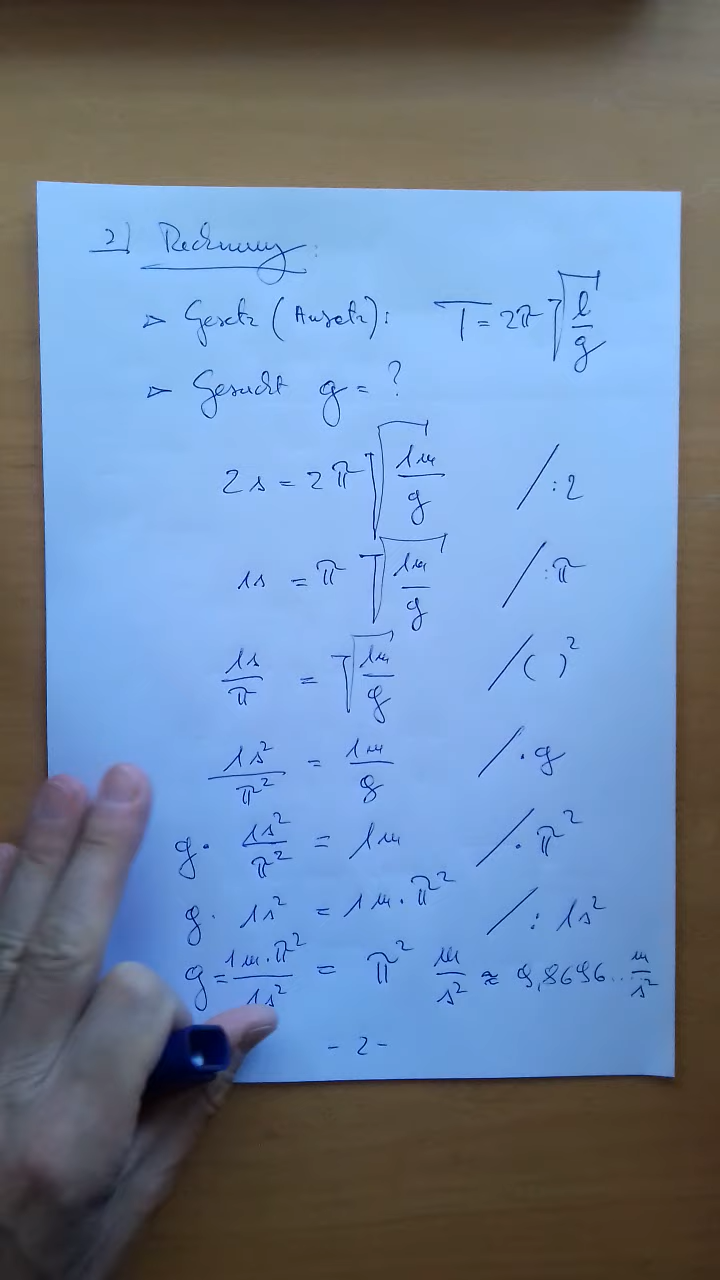 2) Rechnung:
▻ Gesetz (Ansatz): T = 2π √(l/g)
▻ Gesucht g = ?
2s = 2π √(1m/g) / :2
1s = π √(1m/g) / :π
1s/π = √(1m/g) / ( )²
1s²/π² = 1m/g / · g
g · 1s²/π² = 1m / · π²
g · 1s² = 1m · π² / : 1s²
g = 1m · π²/1s² = π² m/s² ≈ 9,8696.. m/s²
- 2 -